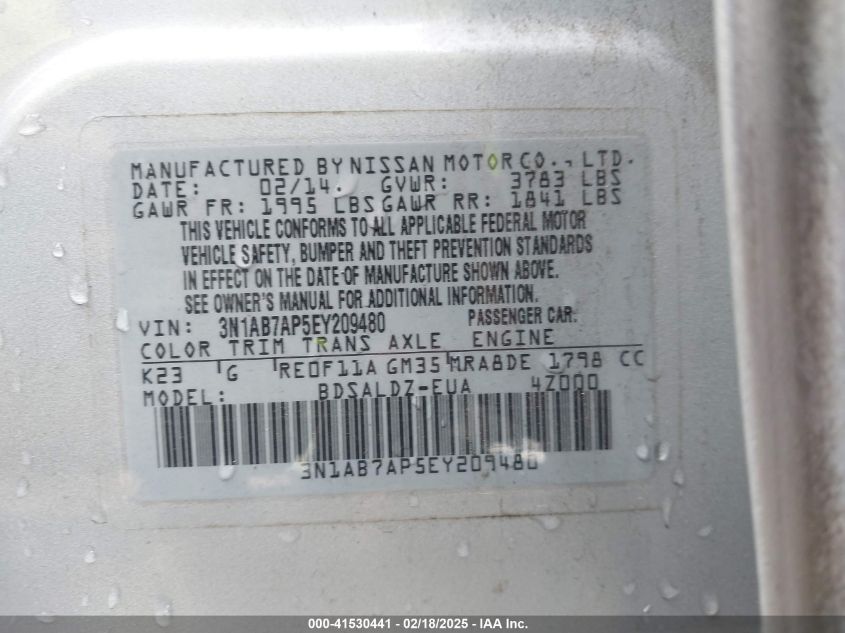 MANUFACTURED BY NISSAN MOTOR CO., LTD.
DATE: 02/14. GVWR: 3783 LBS
GAWR FR: 1995 LBS GAWR RR: 1841 LBS
THIS VEHICLE CONFORMS TO ALL APPLICABLE FEDERAL MOTOR
VEHICLE SAFETY, BUMPER AND THEFT PREVENTION STANDARDS
IN EFFECT ON THE DATE OF MANUFACTURE SHOWN ABOVE.
SEE OWNER'S MANUAL FOR ADDITIONAL INFORMATION.
VIN: 3N1AB7AP5EY209480 PASSENGER CAR:
COLOR TRIM TRANS AXLE ENGINE
K23 G RE0F11A GM35 MRA8DE 1798 CC
MODEL: BDSALDZ-EUA 4Z000
3N1AB7AP5EY209480
000-41530441 - 02/18/2025 - IAA Inc.